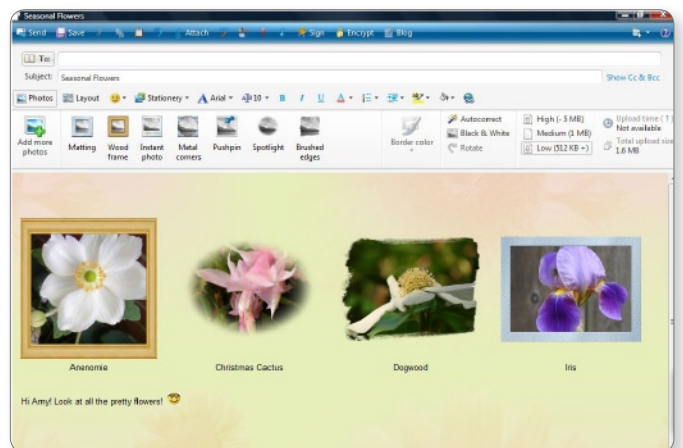 Seasonal Flowers
Send Save Attach Sign Encrypt Blog
To:
Subject: Seasonal Flowers Show Cc & Bcc
Photos Layout Stationery Arial 10 B I U A
Add more photos
Matting
Wood frame
Instant photo
Metal corners
Pushpin
Spotlight
Brushed edges
Border color
Autocorrect
Black & White
Rotate
High (- 5 MB)
Medium (1 MB)
Low (512 KB +)
Upload time ( 1 )
Not available
Total upload size
1.6 MB
Anenomie Christmas Cactus Dogwood Iris
Hi Amy! Look at all the pretty flowers!